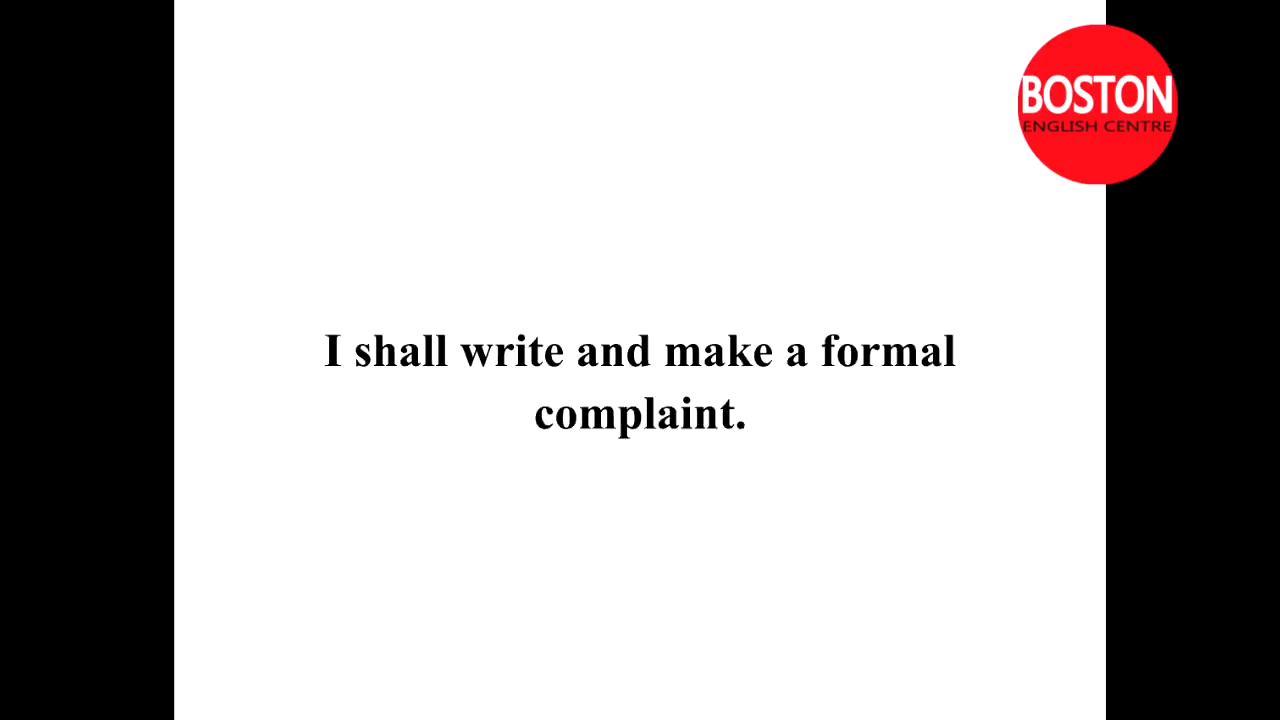 BOSTON
ENGLISH CENTRE
I shall write and make a formal
complaint.